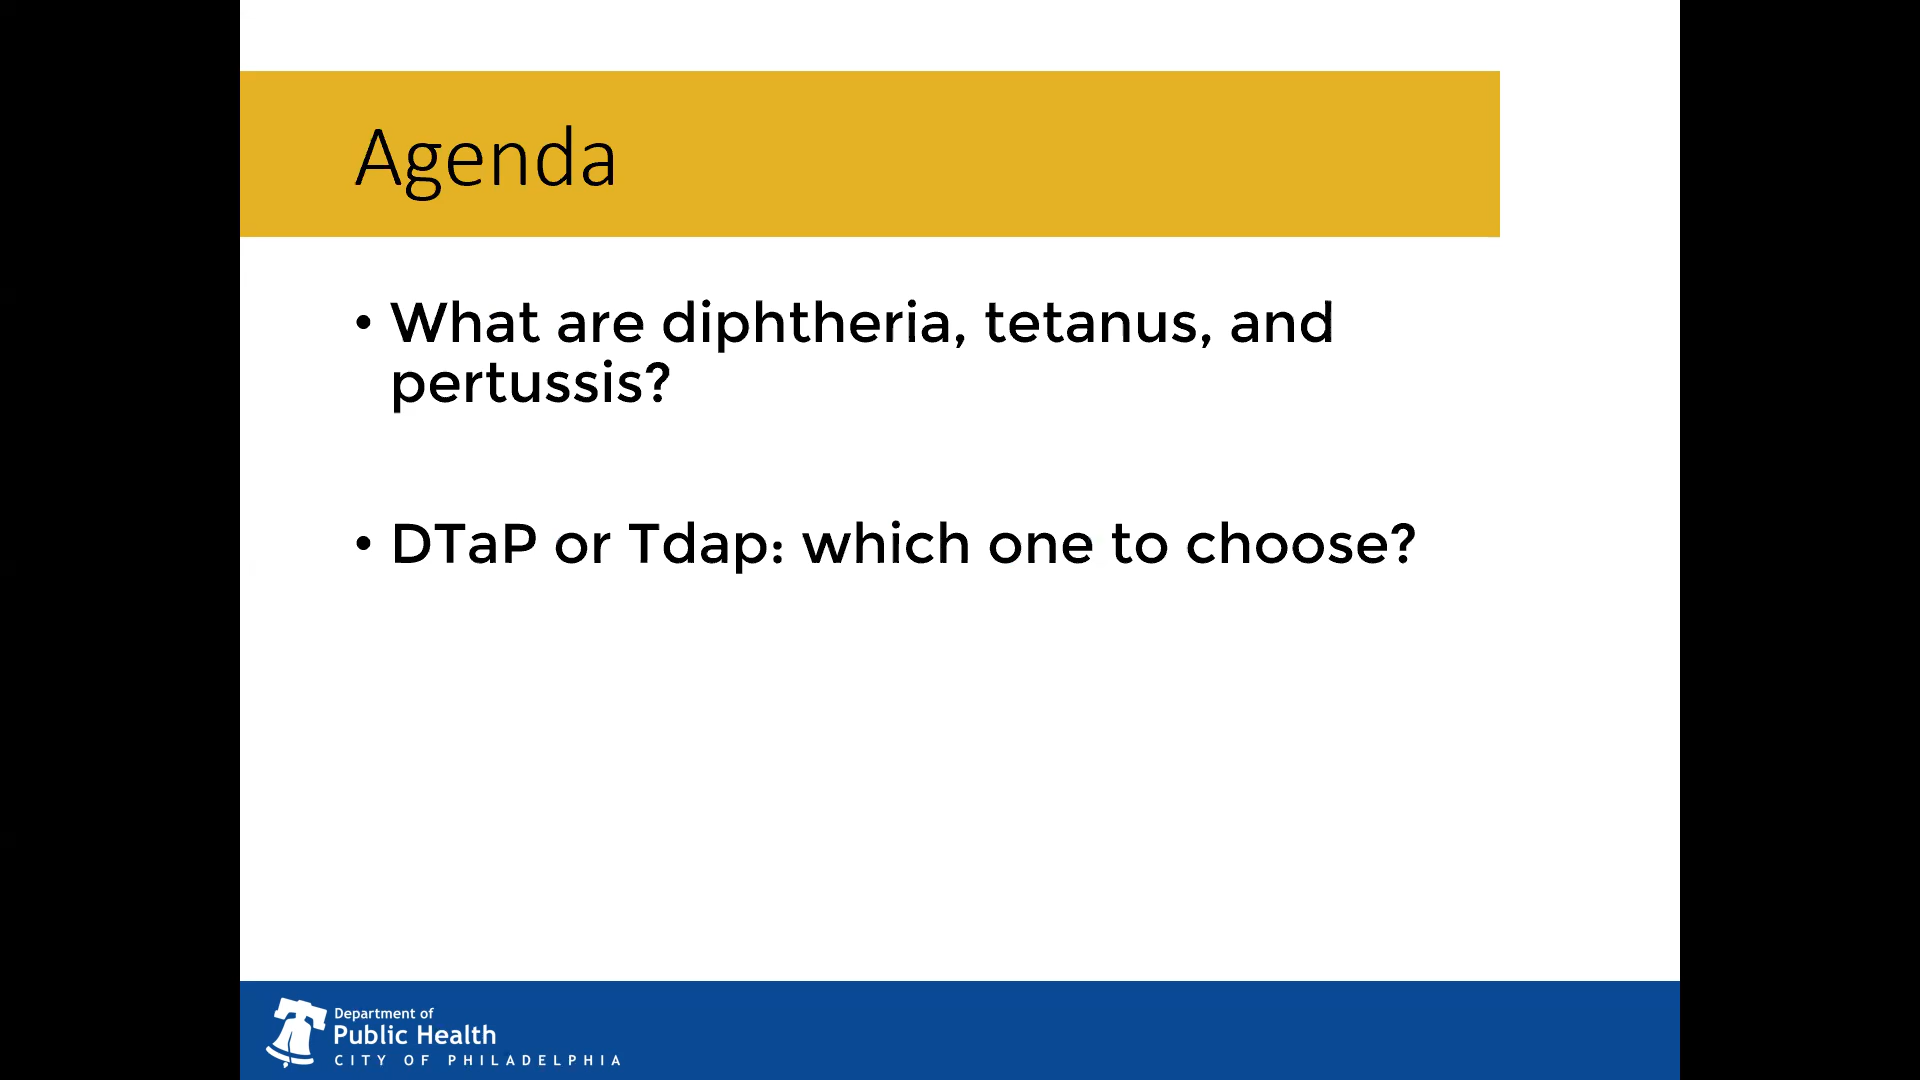 Agenda
• What are diphtheria, tetanus, and
pertussis?
• DTaP or Tdap: which one to choose?
Department of
Public Health
CITY OF PHILADELPHIA